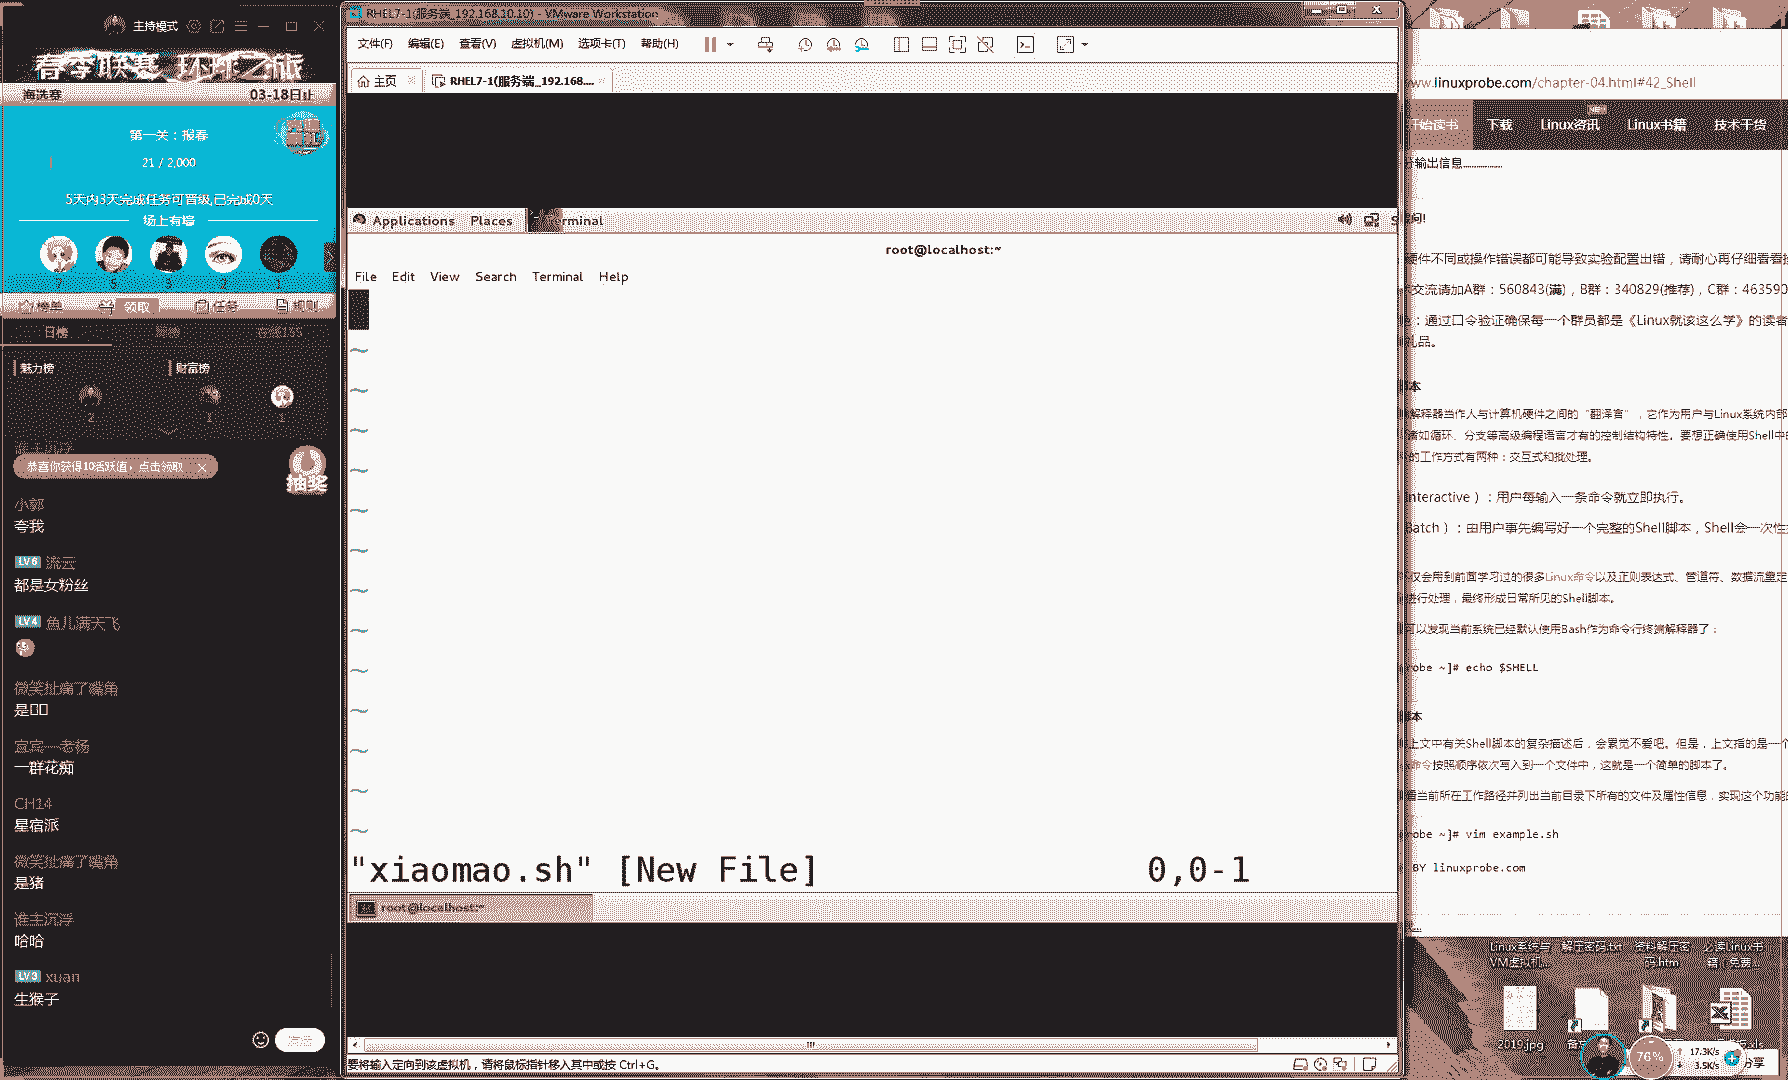 主持模式
春季联赛 环球之旅
海选赛 03-18日止
第一关：报春
21 / 2,000
5天内3天完成任务可晋级,已完成0天
场上有墙
7 5 3 2 1
领取 任务 规则
日榜
魅力榜 财富榜
2 1 1
恭喜你获得10活跃值，点击领取
抽奖
小郭
夸我
LV6 流云
都是女粉丝
LV4 鱼儿满天飞
微笑扯痛了嘴角
是
宜宾—老杨
一群花痴
CH14
星宿派
微笑扯痛了嘴角
是猪
谁主沉浮
哈哈
LV3 xuan
生猴子
RHEL7-1(服务端_192.168.10.10) - VMware Workstation
文件(F) 编辑(E) 查看(V) 虚拟机(M) 选项卡(T) 帮助(H)
主页 RHEL7-1(服务端_192.168....
Applications Places Terminal
root@localhost:~
File Edit View Search Terminal Help
~
~
~
~
~
~
~
~
~
~
~
~
~
"xiaomao.sh" [New File] 0,0-1
root@localhost:~
要将输入定向到该虚拟机，请将鼠标指针移入其中或按 Ctrl+G。
www.linuxprobe.com/chapter-04.html#42_Shell
NEW
开始读书 下载 Linux资讯 Linux书籍 技术干货
分输出信息
问!
硬件不同或操作错误都可能导致实验配置出错，请耐心再仔细看看
交流请加A群：560843(满)，B群：340829(推荐)，C群：463590
：通过口令验证确保每一个群员都是《Linux就该这么学》的读者
礼品。
脚本
解释器当作人与计算机硬件之间的“翻译官”，它作为用户与Linux系统内部
诸如循环、分支等高级编程语言才有的控制结构特性。要想正确使用Shell中的
的工作方式有两种：交互式和批处理。
Interactive）：用户每输入一条命令就立即执行。
Batch）：由用户事先编写好一个完整的Shell脚本，Shell会一次性
仅会用到前面学习过的很多Linux命令以及正则表达式、管道符、数据流重定
进行处理，最终形成日常所见的Shell脚本。
可以发现当前系统已经默认使用Bash作为命令行终端解释器了：
robe ~]# echo $SHELL
脚本
上文中有关Shell脚本的复杂描述后，会累觉不爱吧。但是，上文指的是一个
x命令按照顺序依次写入到一个文件中，这就是一个简单的脚本了。
看当前所在工作路径并列出当前目录下所有的文件及属性信息，实现这个功能的
robe ~]# vim example.sh
BY linuxprobe.com
Linux系统与VM虚拟机... 解压密码.txt 资料解压密码.htm 必读Linux书籍（免费...
2019.jpg
76%
17.3K/s
3.5K/s